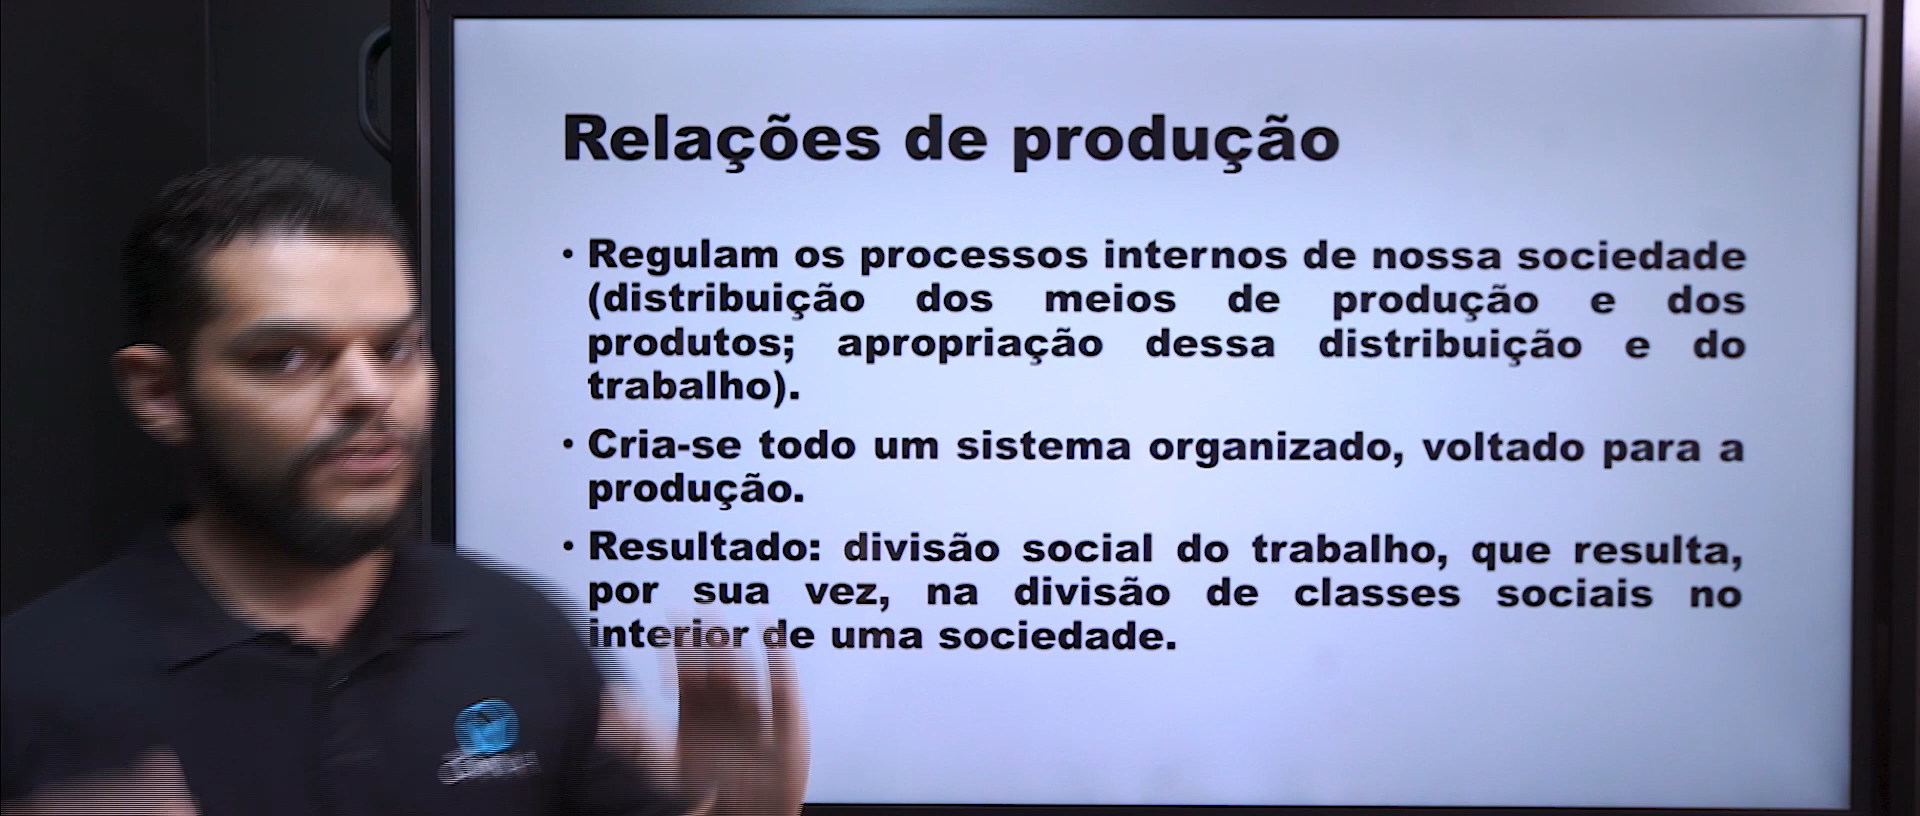 Relações de produção
• Regulam os processos internos de nossa sociedade
(distribuição dos meios de produção e dos
produtos; apropriação dessa distribuição e do
trabalho).
• Cria-se todo um sistema organizado, voltado para a
produção.
• Resultado: divisão social do trabalho, que resulta,
por sua vez, na divisão de classes sociais no
interior de uma sociedade.